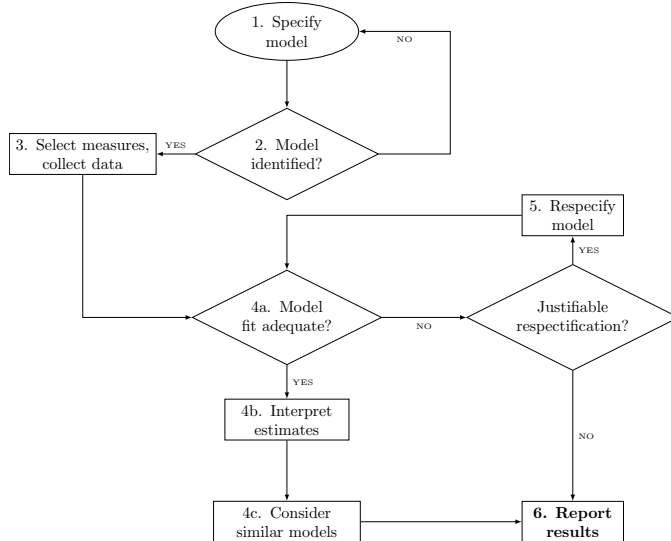 1. Specify
model
NO
3. Select measures,
collect data
YES
2. Model
identified?
5. Respecify
model
YES
4a. Model
fit adequate?
NO
Justifiable
respectification?
YES
4b. Interpret
estimates
NO
4c. Consider
similar models
6. Report
results